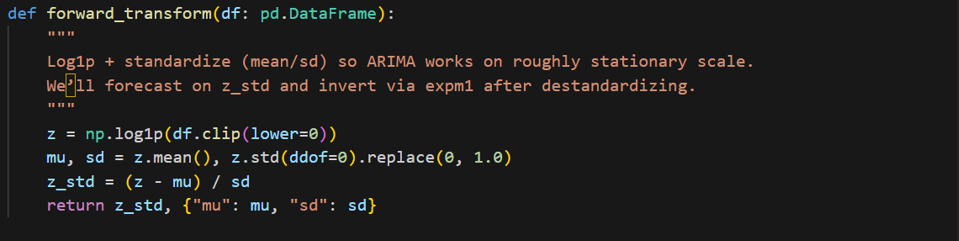 def forward_transform(df: pd.DataFrame):
    """
    Log1p + standardize (mean/sd) so ARIMA works on roughly stationary scale.
    We’ll forecast on z_std and invert via expm1 after destandardizing.
    """
    z = np.log1p(df.clip(lower=0))
    mu, sd = z.mean(), z.std(ddof=0).replace(0, 1.0)
    z_std = (z - mu) / sd
    return z_std, {"mu": mu, "sd": sd}